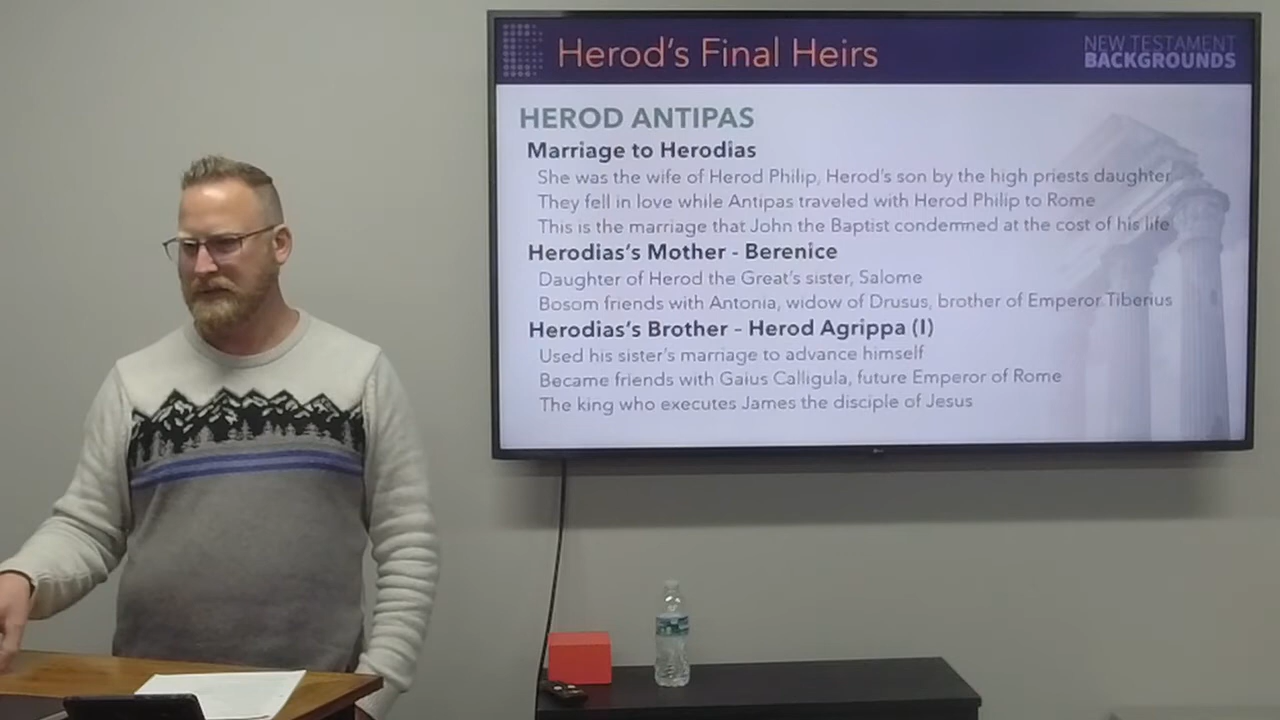 Herod's Final Heirs
NEW TESTAMENT
BACKGROUNDS
HEROD ANTIPAS
Marriage to Herodias
She was the wife of Herod Philip, Herod's son by the high priests daughter
They fell in love while Antipas traveled with Herod Philip to Rome
This is the marriage that John the Baptist condemned at the cost of his life
Herodias's Mother - Berenice
Daughter of Herod the Great's sister, Salome
Bosom friends with Antonia, widow of Drusus, brother of Emperor Tiberius
Herodias's Brother – Herod Agrippa (I)
Used his sister's marriage to advance himself
Became friends with Gaius Calligula, future Emperor of Rome
The king who executes James the disciple of Jesus